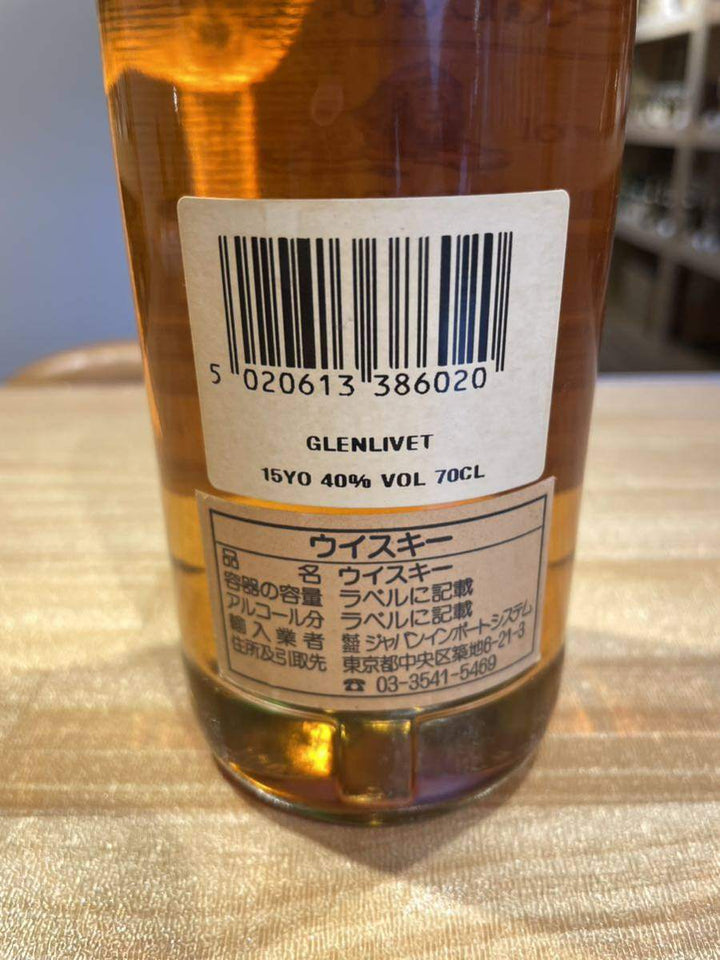 5 020613 386020
GLENLIVET
15YO 40% VOL 70CL
ウイスキー
品名 ウイスキー
容器の容量 ラベルに記載
アルコール分 ラベルに記載
輸入業者 株式会社 ジャパンインポートシステム
住所及引取先 東京都中央区築地6-21-3
☎ 03-3541-5469